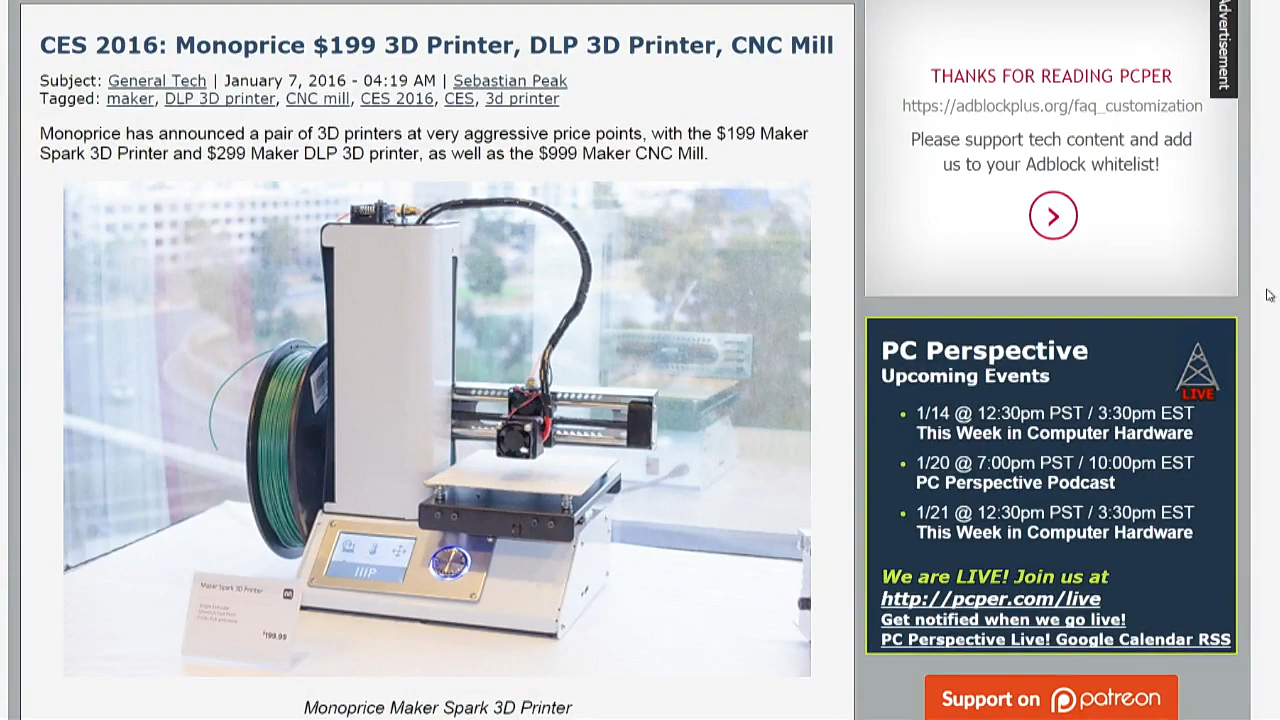 CES 2016: Monoprice $199 3D Printer, DLP 3D Printer, CNC Mill
Subject: General Tech | January 7, 2016 - 04:19 AM | Sebastian Peak
Tagged: maker, DLP 3D printer, CNC mill, CES 2016, CES, 3d printer
Monoprice has announced a pair of 3D printers at very aggressive price points, with the $199 Maker
Spark 3D Printer and $299 Maker DLP 3D printer, as well as the $999 Maker CNC Mill.
IIIP
Maker Spark 3D Printer
$199.99
Monoprice Maker Spark 3D Printer
Advertisement
THANKS FOR READING PCPER
https://adblockplus.org/faq_customization
Please support tech content and add
us to your Adblock whitelist!
PC Perspective
Upcoming Events
LIVE
1/14 @ 12:30pm PST / 3:30pm EST
This Week in Computer Hardware
1/20 @ 7:00pm PST / 10:00pm EST
PC Perspective Podcast
1/21 @ 12:30pm PST / 3:30pm EST
This Week in Computer Hardware
We are LIVE! Join us at
http://pcper.com/live
Get notified when we go live!
PC Perspective Live! Google Calendar RSS
Support on patreon